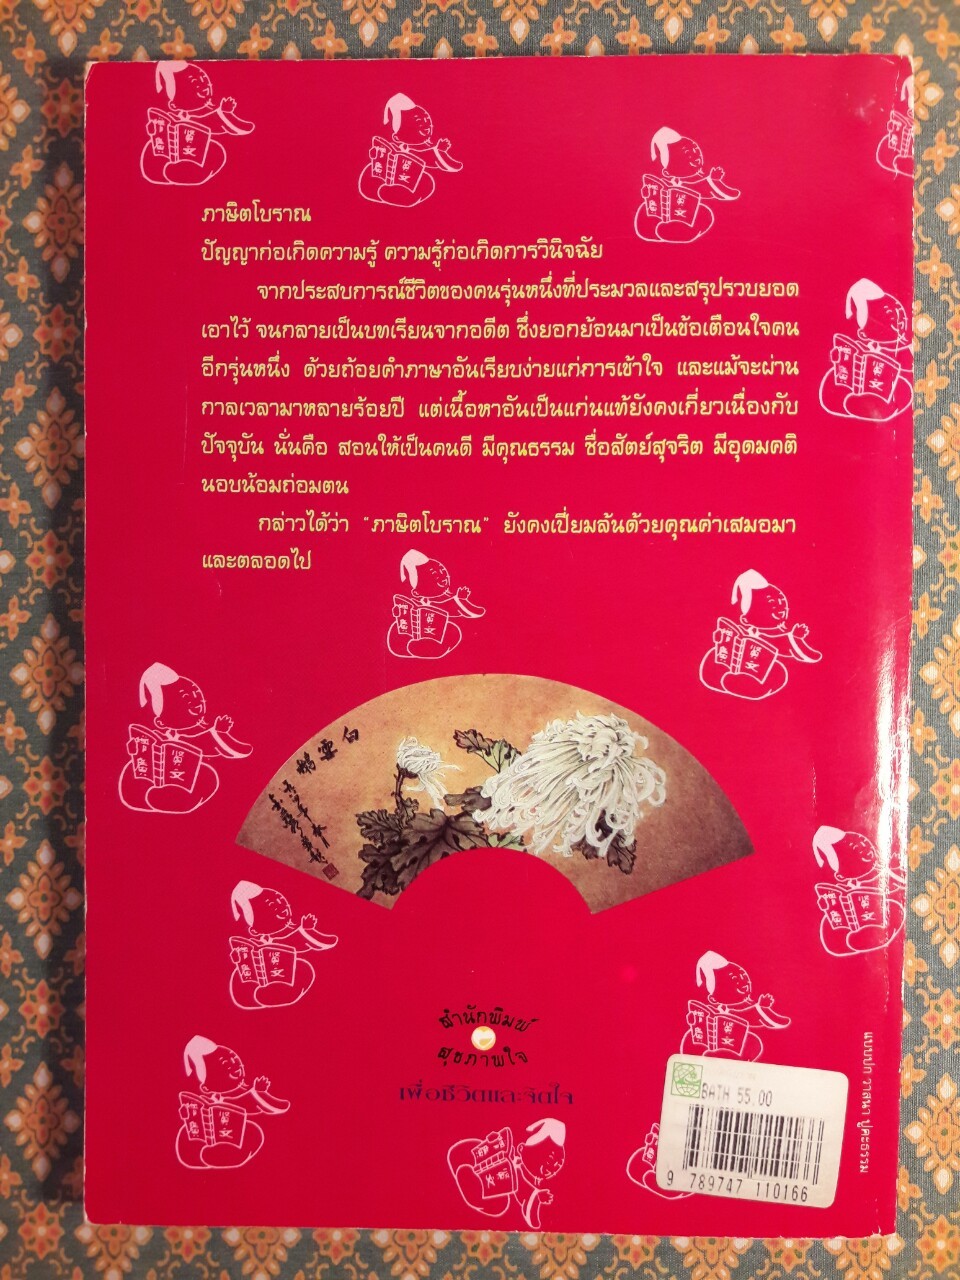 ภาษิตโบราณ
ปัญญาก่อเกิดความรู้ ความรู้ก่อเกิดการวินิจฉัย
จากประสบการณ์ชีวิตของคนรุ่นหนึ่งที่ประมวลและสรุปรวบยอด
เอาไว้ จนกลายเป็นบทเรียนจากอดีต ซึ่งยอกย้อนมาเป็นข้อเตือนใจคน
อีกรุ่นหนึ่ง ด้วยถ้อยคำภาษาอันเรียบง่ายแก่การเข้าใจ และแม้จะผ่าน
กาลเวลามาหลายร้อยปี แต่เนื้อหาอันเป็นแก่นแท้ยังคงเกี่ยวเนื่องกับ
ปัจจุบัน นั่นคือ สอนให้เป็นคนดี มีคุณธรรม ซื่อสัตย์สุจริต มีอุดมคติ
นอบน้อมถ่อมตน
กล่าวได้ว่า "ภาษิตโบราณ" ยังคงเปี่ยมล้นด้วยคุณค่าเสมอมา
และตลอดไป
สำนักพิมพ์
สุขภาพใจ
เพื่อชีวิตและจิตใจ
BATH 55.00
9 789747 110166
แบบปก วาสนา ปุคะธรรม